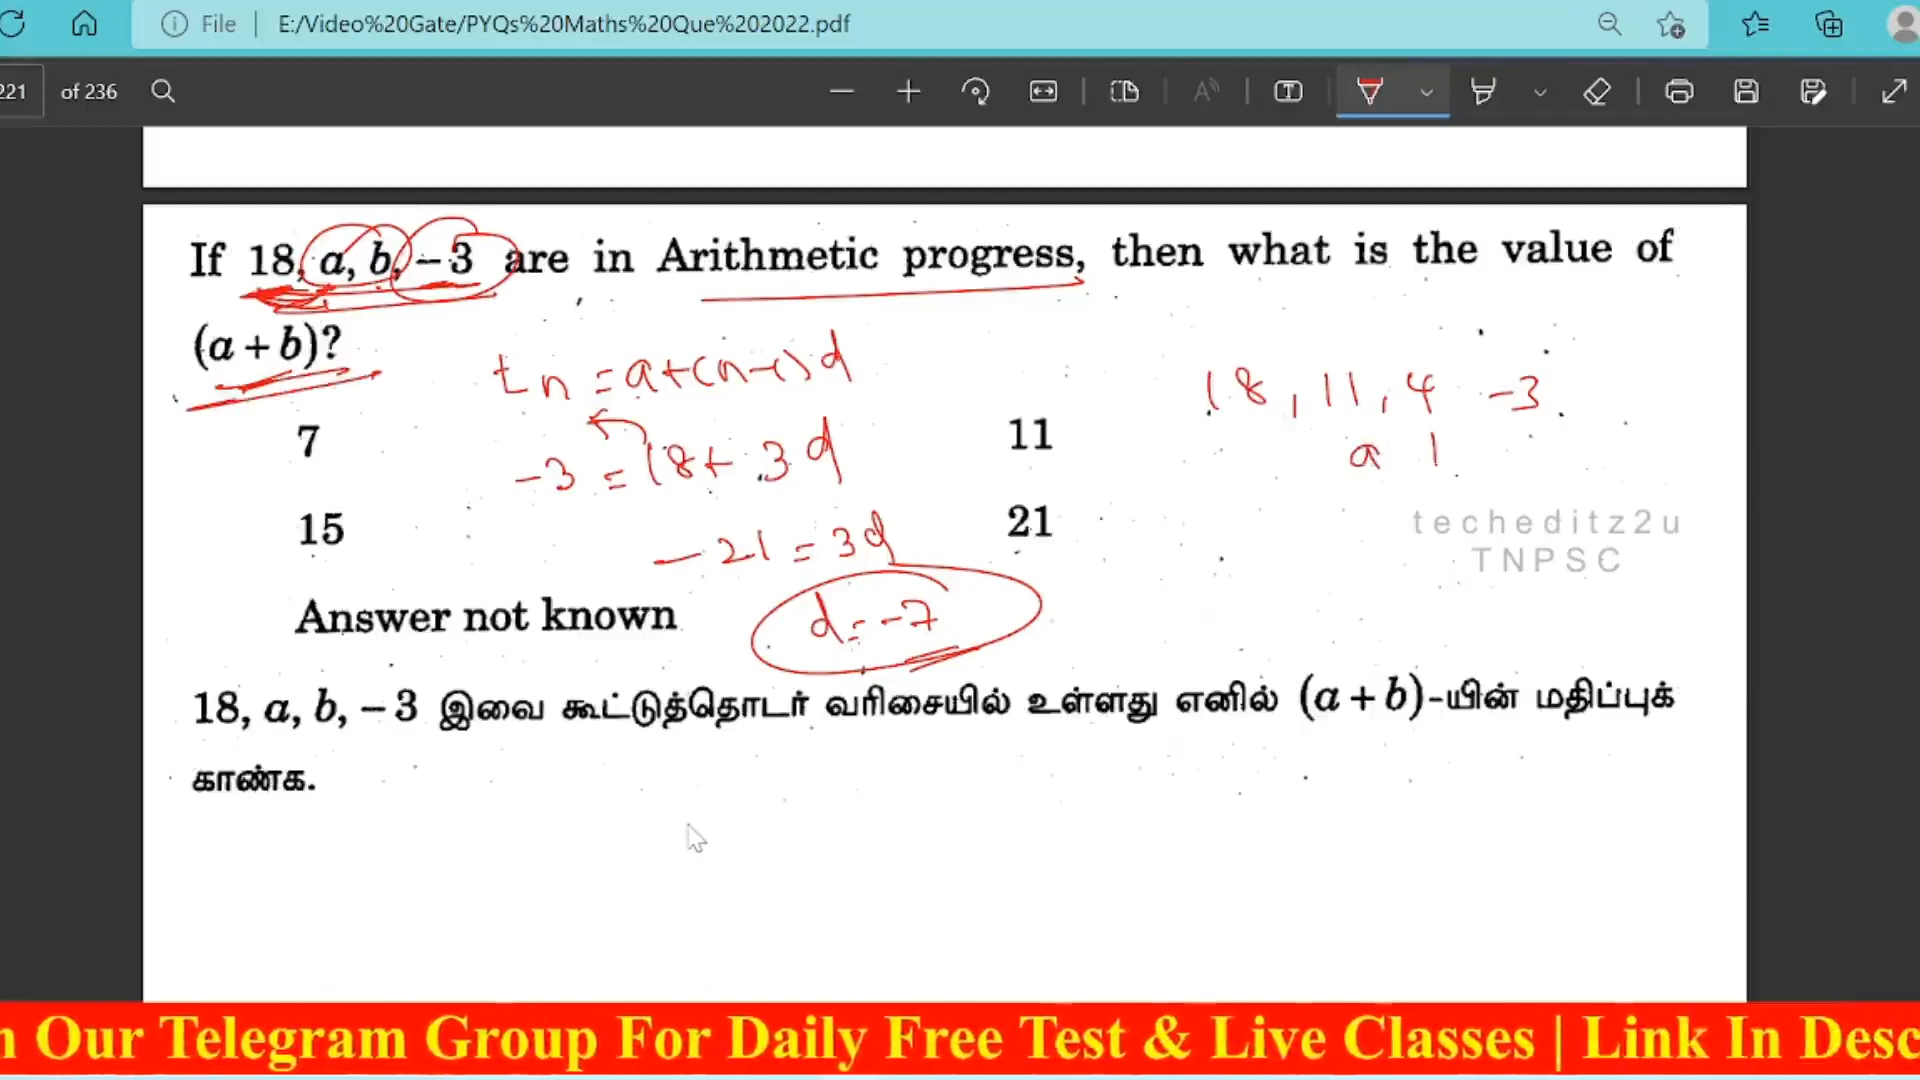 File | E:/Video%20Gate/PYQs%20Maths%20Que%202022.pdf
221 of 236
If 18, a, b, – 3 are in Arithmetic progress, then what is the value of
(a + b)?
tn = a+(n-1)d
18, 11, 4 -3
7
11
-3 = 18+ 3d
a
15
21
-21 = 3d
techeditz2u
TNPSC
Answer not known
d = -7
18, a, b, – 3 இவை கூட்டுத்தொடர் வரிசையில் உள்ளது எனில் (a + b)-யின் மதிப்புக்
காண்க.
Our Telegram Group For Daily Free Test & Live Classes | Link In